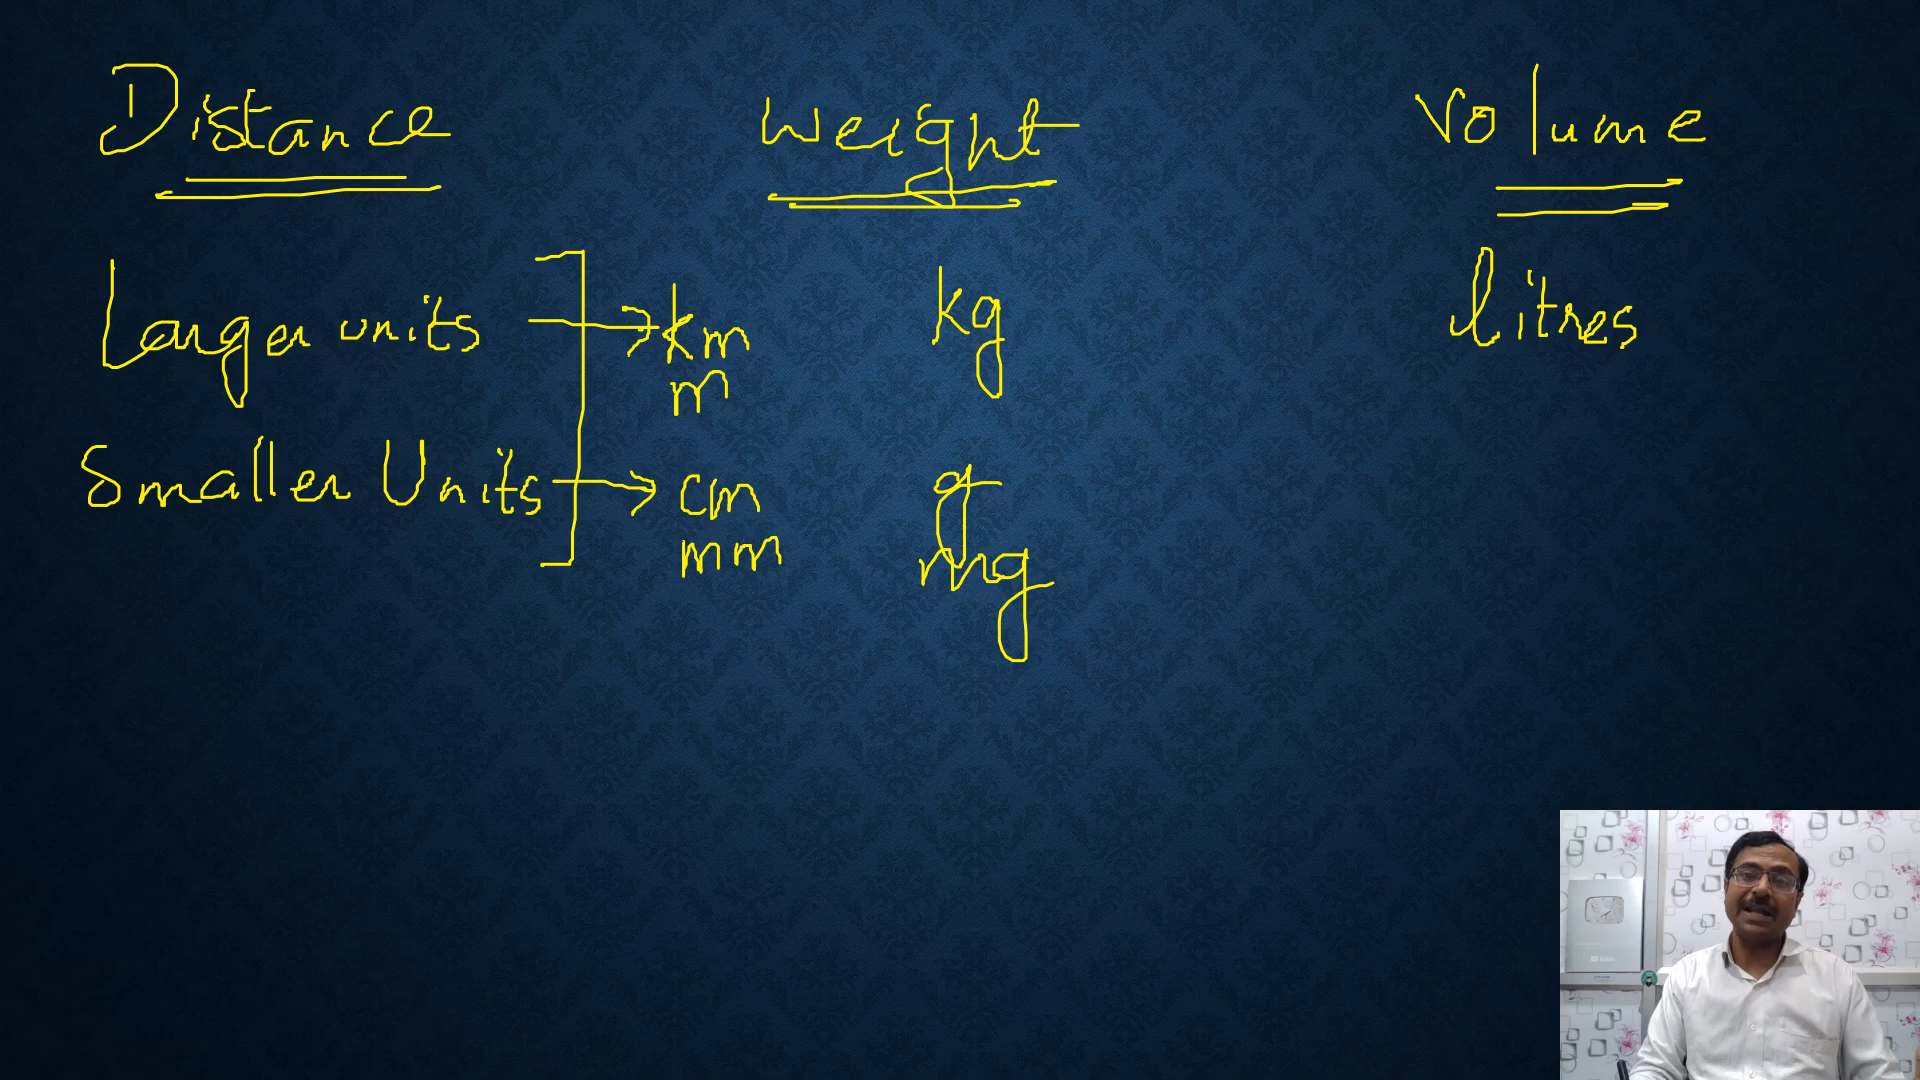 Distance Weight Volume
Larger units → km kg litres
m
Smaller Units → cm g
mm mg